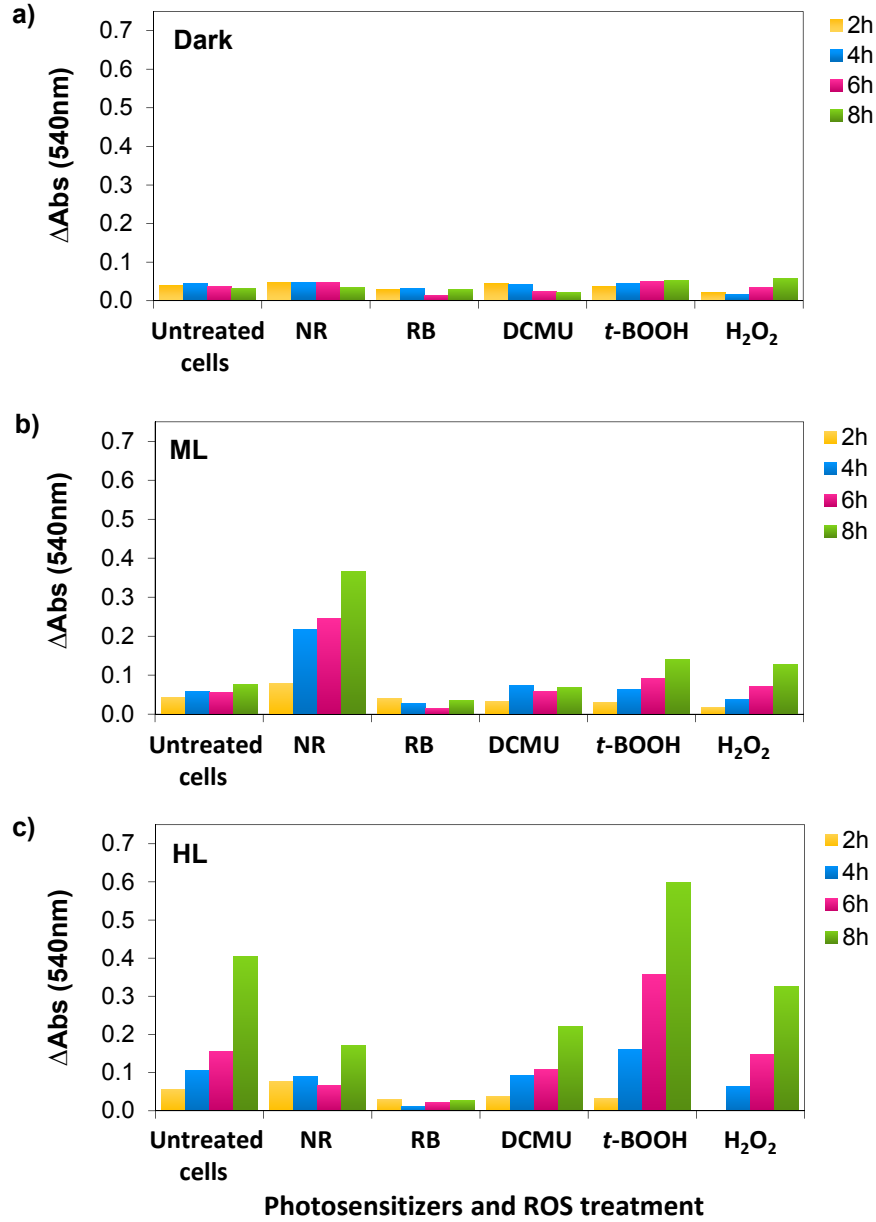 a)
Dark
ΔAbs (540nm)
0.7
0.6
0.5
0.4
0.3
0.2
0.1
0.0
Untreated cells
NR
RB
DCMU
t-BOOH
H₂O₂
2h
4h
6h
8h
b)
ML
ΔAbs (540nm)
0.7
0.6
0.5
0.4
0.3
0.2
0.1
0.0
Untreated cells
NR
RB
DCMU
t-BOOH
H₂O₂
2h
4h
6h
8h
c)
HL
ΔAbs (540nm)
0.7
0.6
0.5
0.4
0.3
0.2
0.1
0.0
Untreated cells
NR
RB
DCMU
t-BOOH
H₂O₂
2h
4h
6h
8h
Photosensitizers and ROS treatment